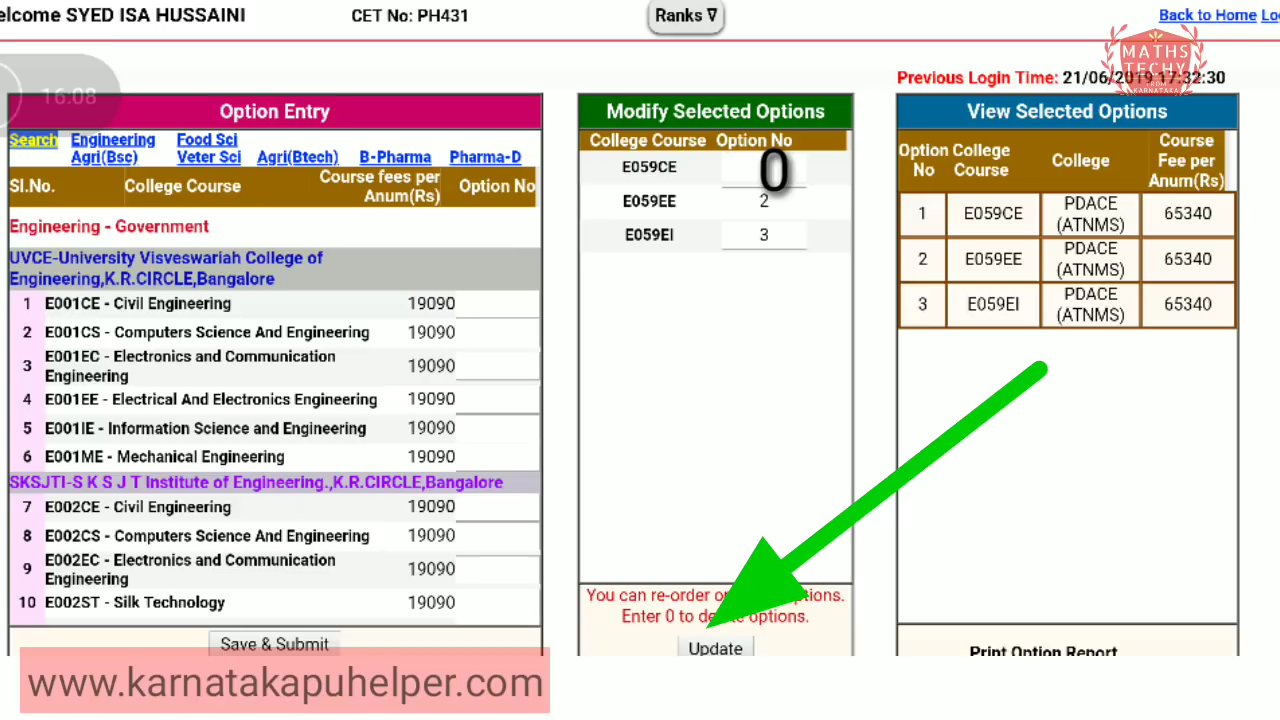 elcome SYED ISA HUSSAINI
CET No: PH431
Ranks ∇
Back to Home Lo
MATHS
TECHY
FROM
KARNATAKA
Previous Login Time: 21/06/2019 17:32:30
16:08
Option Entry
Search Engineering Food Sci
Agri(Bsc) Veter Sci Agri(Btech) B-Pharma Pharma-D
Sl.No. College Course Course fees per Anum(Rs) Option No
Engineering - Government
UVCE-University Visveswariah College of
Engineering,K.R.CIRCLE,Bangalore
1 E001CE - Civil Engineering 19090
2 E001CS - Computers Science And Engineering 19090
3 E001EC - Electronics and Communication
Engineering 19090
4 E001EE - Electrical And Electronics Engineering 19090
5 E001IE - Information Science and Engineering 19090
6 E001ME - Mechanical Engineering 19090
SKSJTI-S K S J T Institute of Engineering.,K.R.CIRCLE,Bangalore
7 E002CE - Civil Engineering 19090
8 E002CS - Computers Science And Engineering 19090
9 E002EC - Electronics and Communication
Engineering 19090
10 E002ST - Silk Technology 19090
Save & Submit
Modify Selected Options
College Course Option No
E059CE 0
E059EE 2
E059EI 3
You can re-order or options.
Enter 0 to options.
Update
View Selected Options
Option No College Course College Course Fee per Anum(Rs)
1 E059CE PDACE (ATNMS) 65340
2 E059EE PDACE (ATNMS) 65340
3 E059EI PDACE (ATNMS) 65340
Print Option Report
www.karnatakapuhelper.com